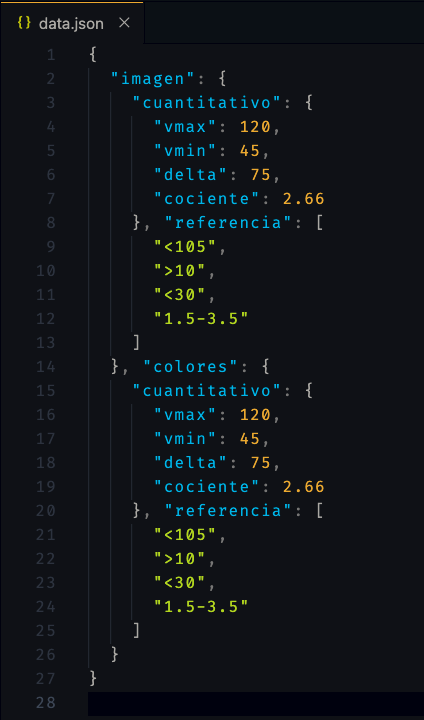 {} data.json ×
1 {
2 "imagen": {
3 "cuantitativo": {
4 "vmax": 120,
5 "vmin": 45,
6 "delta": 75,
7 "cociente": 2.66
8 }, "referencia": [
9 "<105",
10 ">10",
11 "<30",
12 "1.5-3.5"
13 ]
14 }, "colores": {
15 "cuantitativo": {
16 "vmax": 120,
17 "vmin": 45,
18 "delta": 75,
19 "cociente": 2.66
20 }, "referencia": [
21 "<105",
22 ">10",
23 "<30",
24 "1.5-3.5"
25 ]
26 }
27 }
28